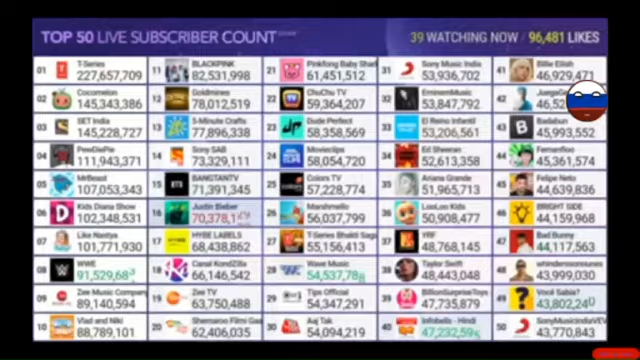 TOP 50 LIVE SUBSCRIBER COUNT
39 WATCHING NOW / 96,481 LIKES
01 T-Series
227,657,709
02 Cocomelon
145,343,386
03 SET India
145,228,727
04 PewDiePie
111,943,371
05 MrBeast
107,053,343
06 Kids Diana Show
102,348,531
07 Like Nastya
101,771,930
08 WWE
91,529,68
09 Zee Music Company
89,140,594
10 Vlad and Niki
88,789,101
11 BLACKPINK
82,531,998
12 Goldmines
78,012,519
13 5-Minute Crafts
77,896,338
14 Sony SAB
73,329,111
15 BANGTANTV
71,391,345
16 Justin Bieber
70,378,1
17 HYBE LABELS
68,438,862
18 Canal KondZilla
66,146,542
19 Zee TV
63,750,488
20 Shemaroo Filmi Gaa
62,406,035
21 Pinkfong Baby Shark
61,451,512
22 ChuChu TV
59,364,207
23 Dude Perfect
58,358,569
24 Movieclips
58,054,720
25 Colors TV
57,228,774
26 Marshmello
56,037,799
27 T-Series Bhakti Saga
55,156,413
28 Wave Music
54,537,78
29 Tips Official
54,347,291
30 Aaj Tak
54,094,219
31 Sony Music India
53,936,702
32 EminemMusic
53,847,792
33 El Reino Infantil
53,206,561
34 Ed Sheeran
52,613,358
35 Ariana Grande
51,965,713
36 LooLoo Kids
50,908,477
37 YRF
48,768,145
38 Taylor Swift
48,443,048
39 BillionSurpriseToys
47,735,879
40 Infobells - Hindi
47,232,59
41 Billie Eilish
46,929,471
42 JuegaGe
46,52
43 Badabun
45,993,552
44 Fernanfloo
45,361,574
45 Felipe Neto
44,639,836
46 BRIGHT SIDE
44,159,968
47 Bad Bunny
44,117,563
48 whinderssonnunes
43,999,030
49 Você Sabia?
43,802,24
50 SonyMusicIndiaVEV
43,770,843